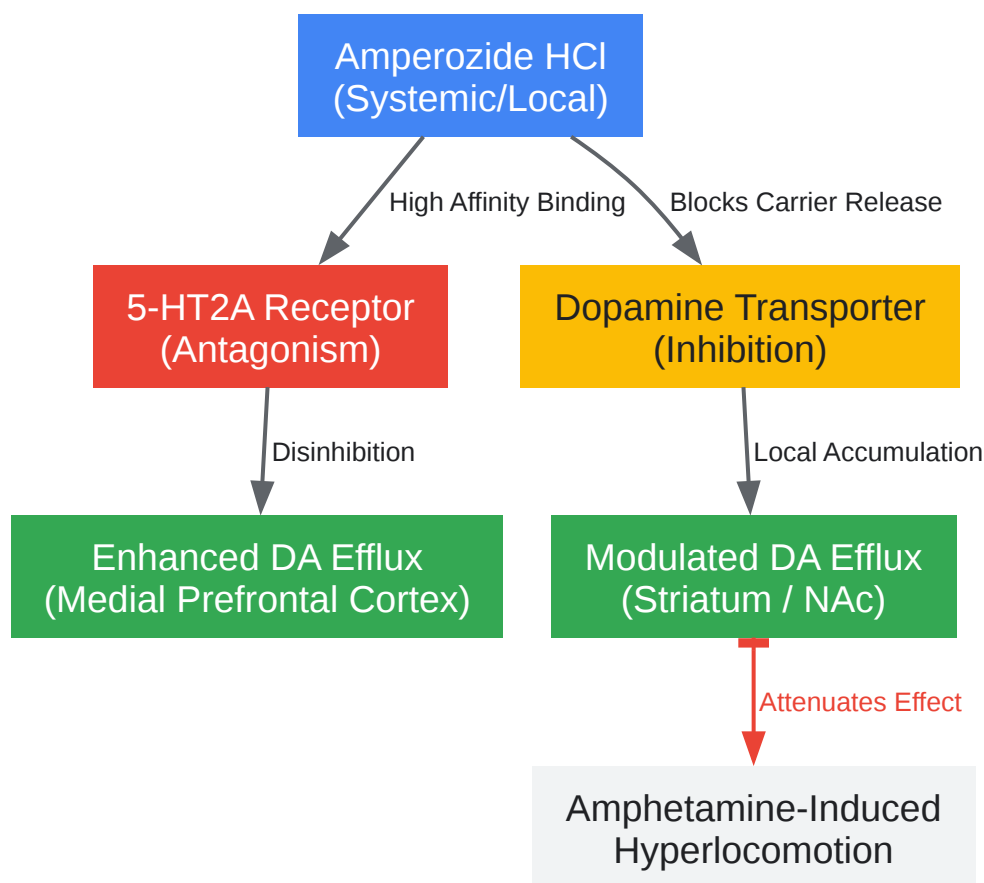 Amperozide HCl
(Systemic/Local)
High Affinity Binding
Blocks Carrier Release
5-HT2A Receptor
(Antagonism)
Dopamine Transporter
(Inhibition)
Disinhibition
Local Accumulation
Enhanced DA Efflux
(Medial Prefrontal Cortex)
Modulated DA Efflux
(Striatum / NAc)
Attenuates Effect
Amphetamine-Induced
Hyperlocomotion